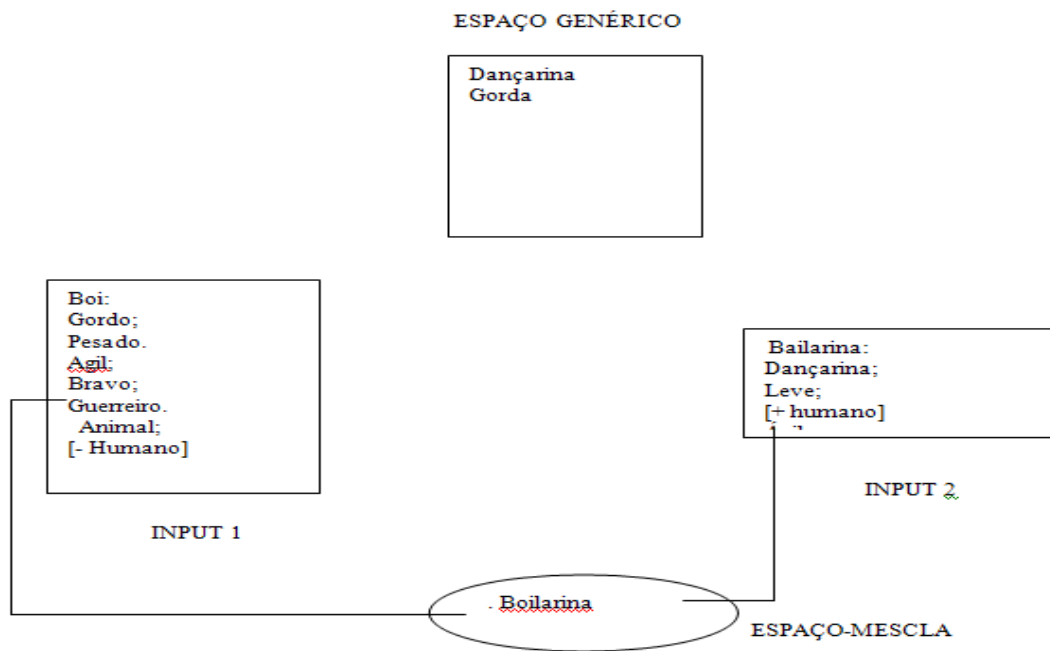 ESPAÇO GENÉRICO
Dançarina
Gorda
Boi:
Gordo;
Pesado.
Agil;
Bravo;
Guerreiro.
Animal;
[- Humano]
INPUT 1
Bailarina:
Dançarina;
Leve;
[+ humano]
INPUT 2
. Boilarina
ESPAÇO-MESCLA